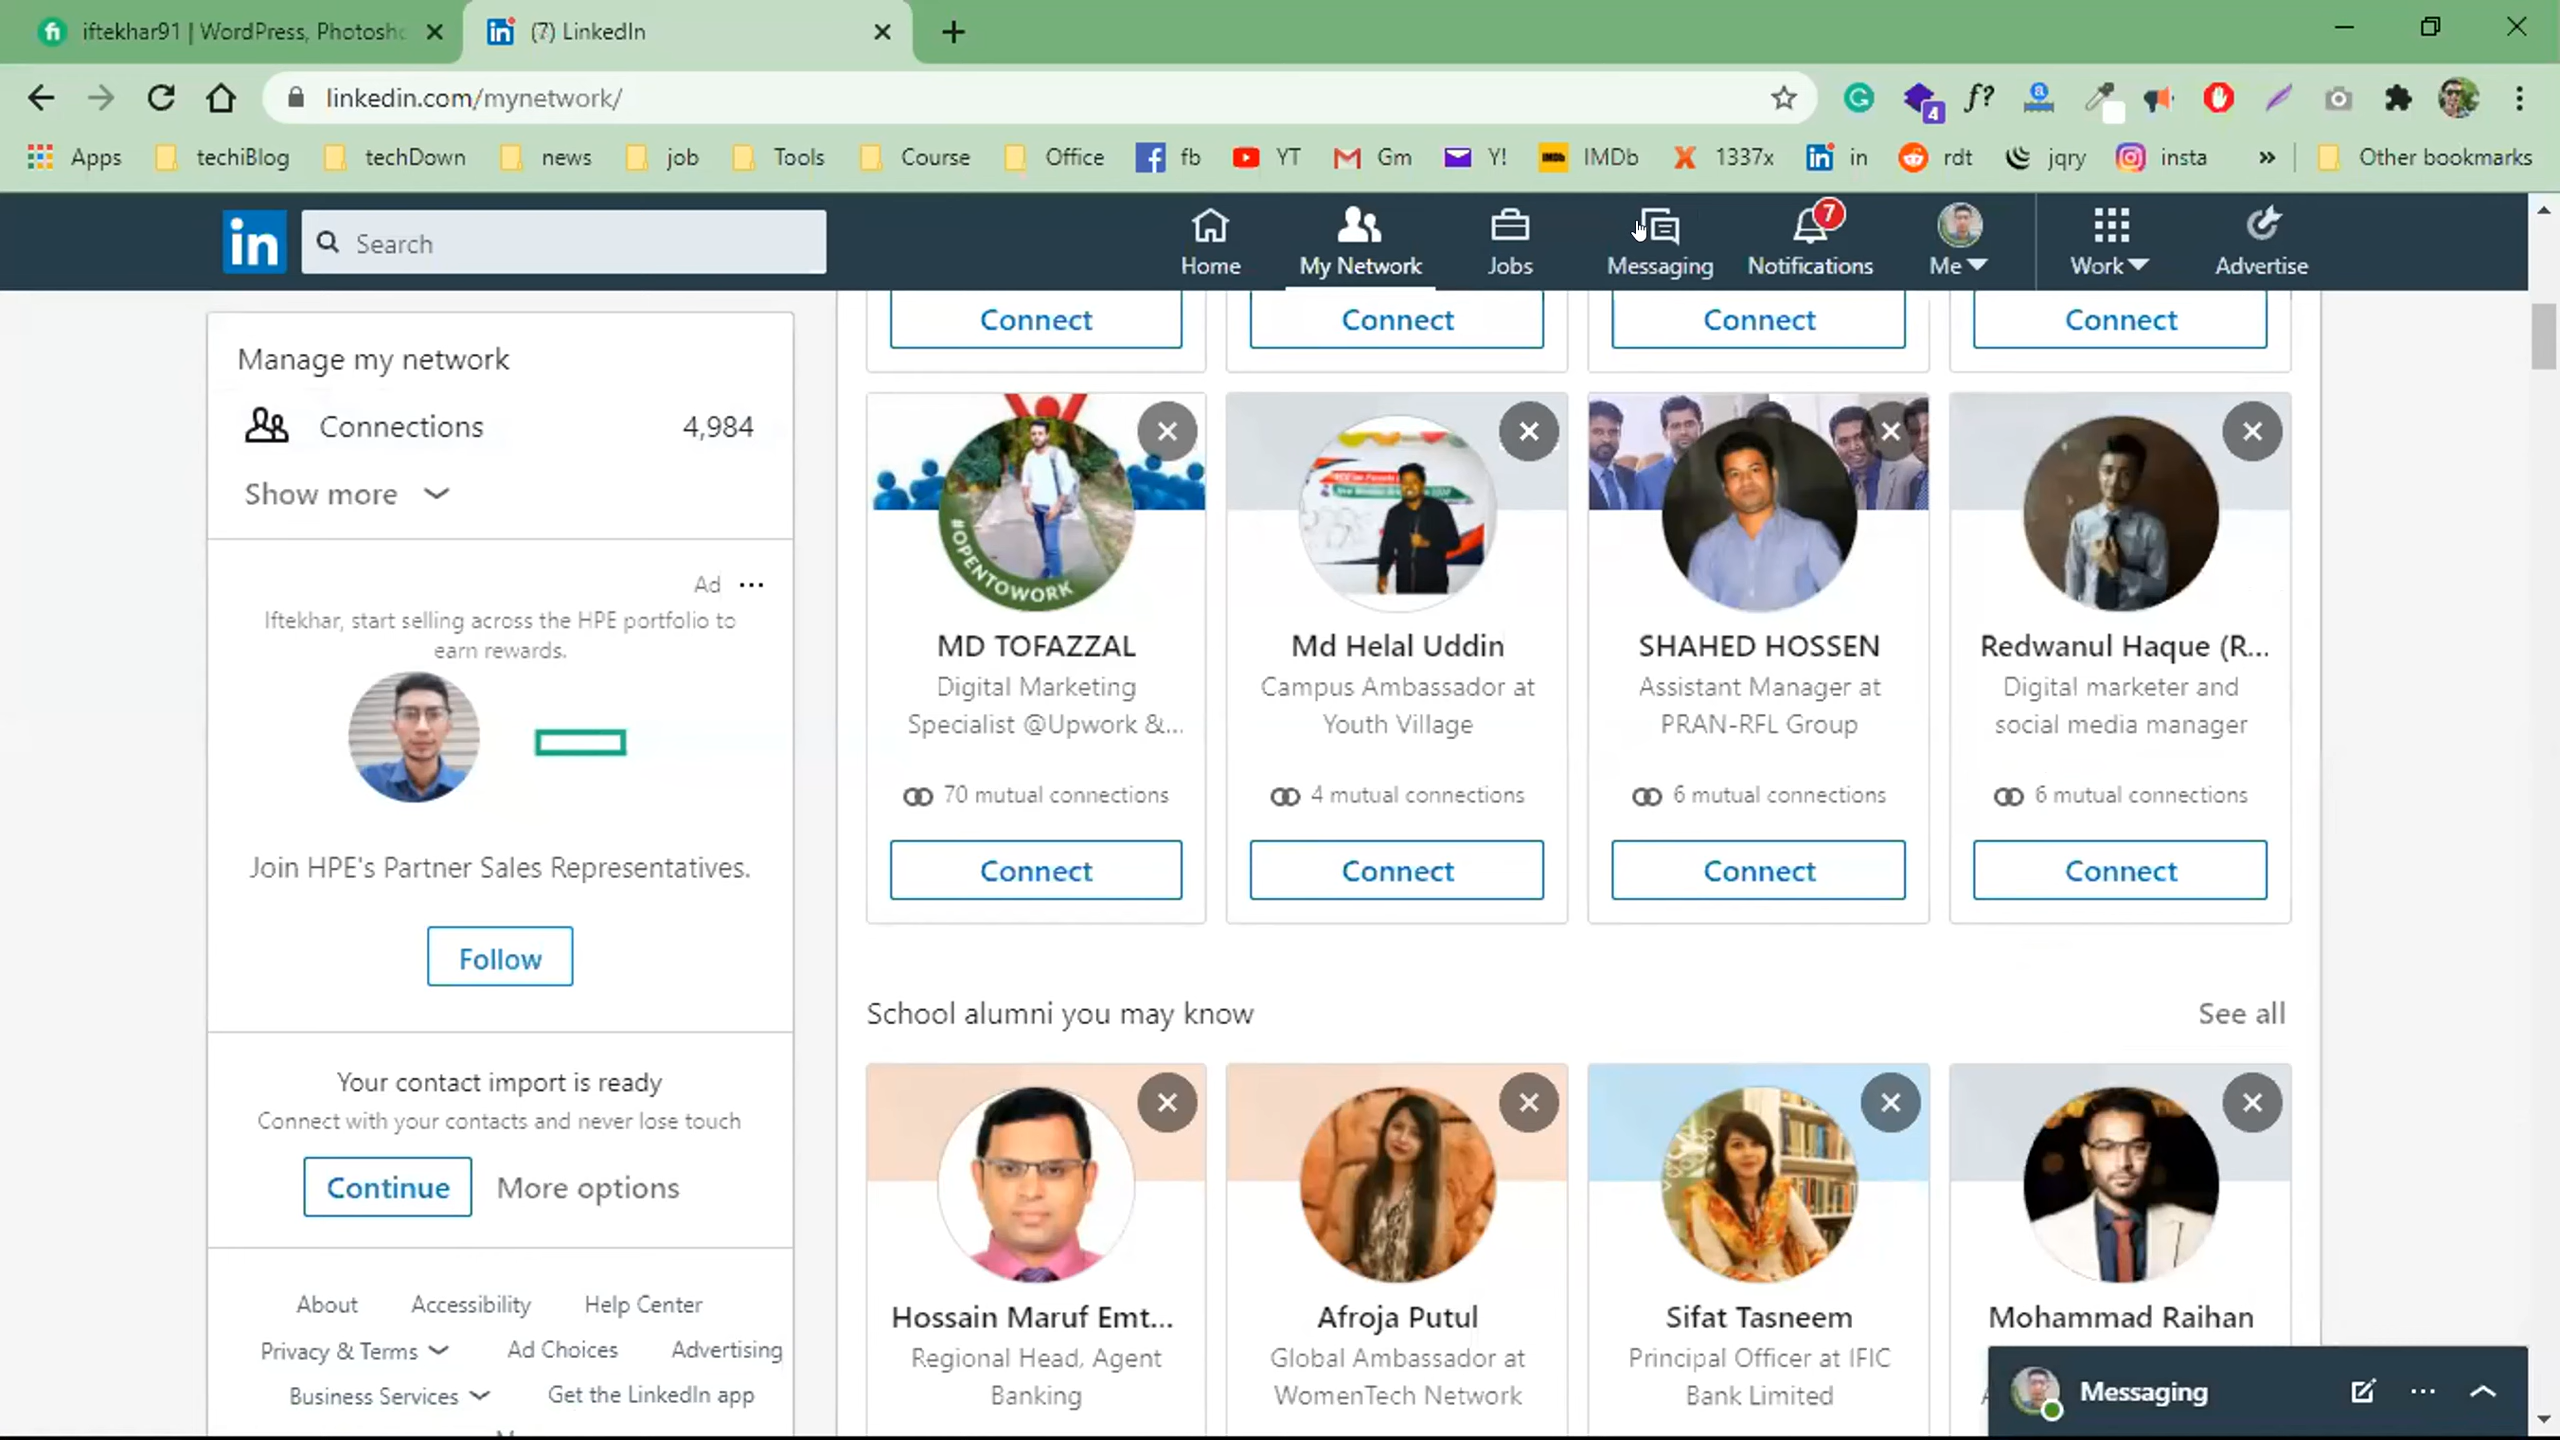 iftekhar91 | WordPress, Photosho
(7) LinkedIn
linkedin.com/mynetwork/
4
Apps
techiBlog
techDown
news
job
Tools
Course
Office
fb
YT
Gm
Y!
IMDb
1337x
in
rdt
jqry
insta
»
Other bookmarks
in
Search
Home
My Network
Jobs
Messaging
7
Notifications
Me
Work
Advertise
Manage my network
Connections 4,984
Show more
Ad
Iftekhar, start selling across the HPE portfolio to
earn rewards.
Join HPE's Partner Sales Representatives.
Follow
Your contact import is ready
Connect with your contacts and never lose touch
Continue More options
About Accessibility Help Center
Privacy & Terms Ad Choices Advertising
Business Services Get the LinkedIn app
Connect Connect Connect Connect
#OPENTOWORK
MD TOFAZZAL
Digital Marketing
Specialist @Upwork &...
70 mutual connections
Connect
Md Helal Uddin
Campus Ambassador at
Youth Village
4 mutual connections
Connect
SHAHED HOSSEN
Assistant Manager at
PRAN-RFL Group
6 mutual connections
Connect
Redwanul Haque (R...
Digital marketer and
social media manager
6 mutual connections
Connect
School alumni you may know See all
Hossain Maruf Emt...
Regional Head, Agent
Banking
Afroja Putul
Global Ambassador at
WomenTech Network
Sifat Tasneem
Principal Officer at IFIC
Bank Limited
Mohammad Raihan
Messaging